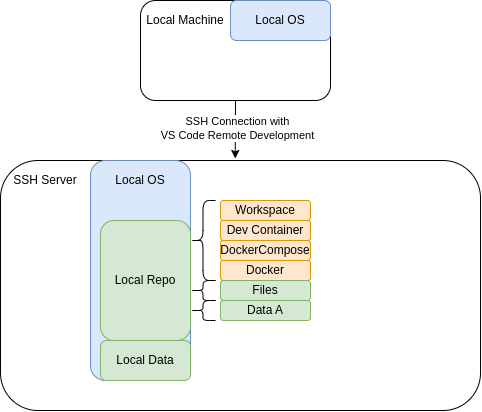 Local Machine
Local OS
SSH Connection with
VS Code Remote Development
SSH Server
Local OS
Workspace
Dev Container
DockerCompose
Docker
Local Repo
Files
Data A
Local Data